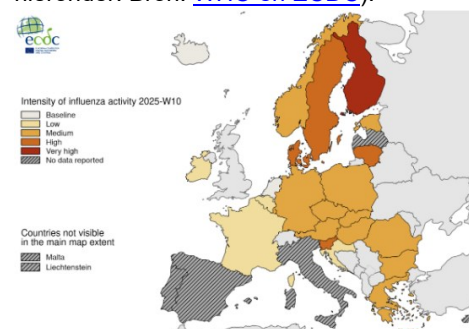 ecdc
Intensity of influenza activity 2025-W10
Baseline
Low
Medium
High
Very high
No data reported
Countries not visible
in the main map extent
Malta
Liechtenstein